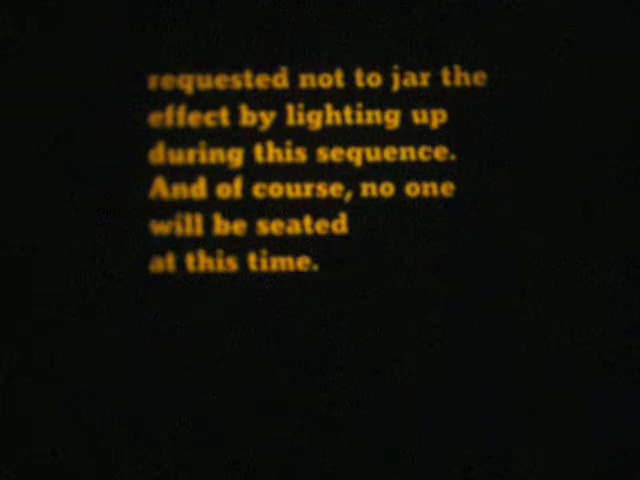 requested not to jar the
effect by lighting up
during this sequence.
And of course, no one
will be seated
at this time.